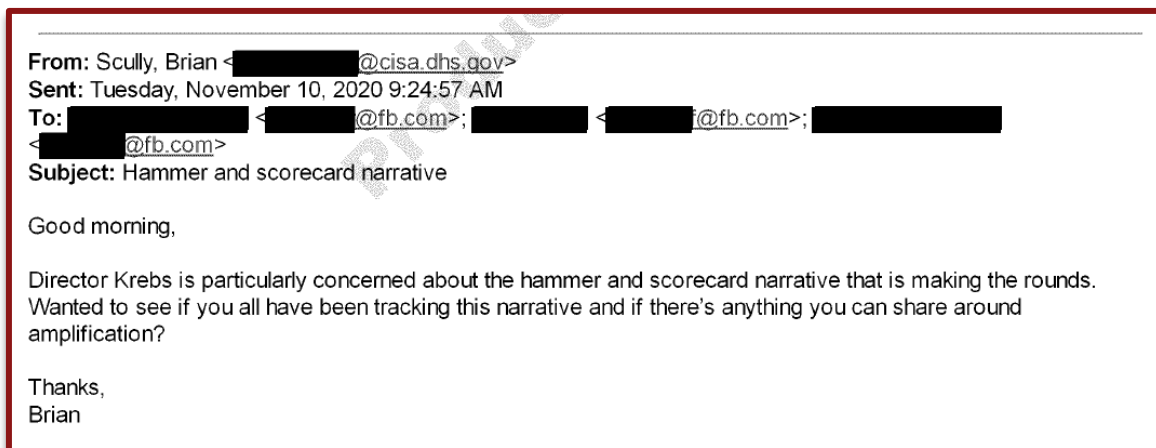 Produc
From: Scully, Brian < @cisa.dhs.gov>
Sent: Tuesday, November 10, 2020 9:24:57 AM
To: < @fb.com>; < f@fb.com>;
< @fb.com>
Subject: Hammer and scorecard narrative
Good morning,
Director Krebs is particularly concerned about the hammer and scorecard narrative that is making the rounds.
Wanted to see if you all have been tracking this narrative and if there's anything you can share around
amplification?
Thanks,
Brian